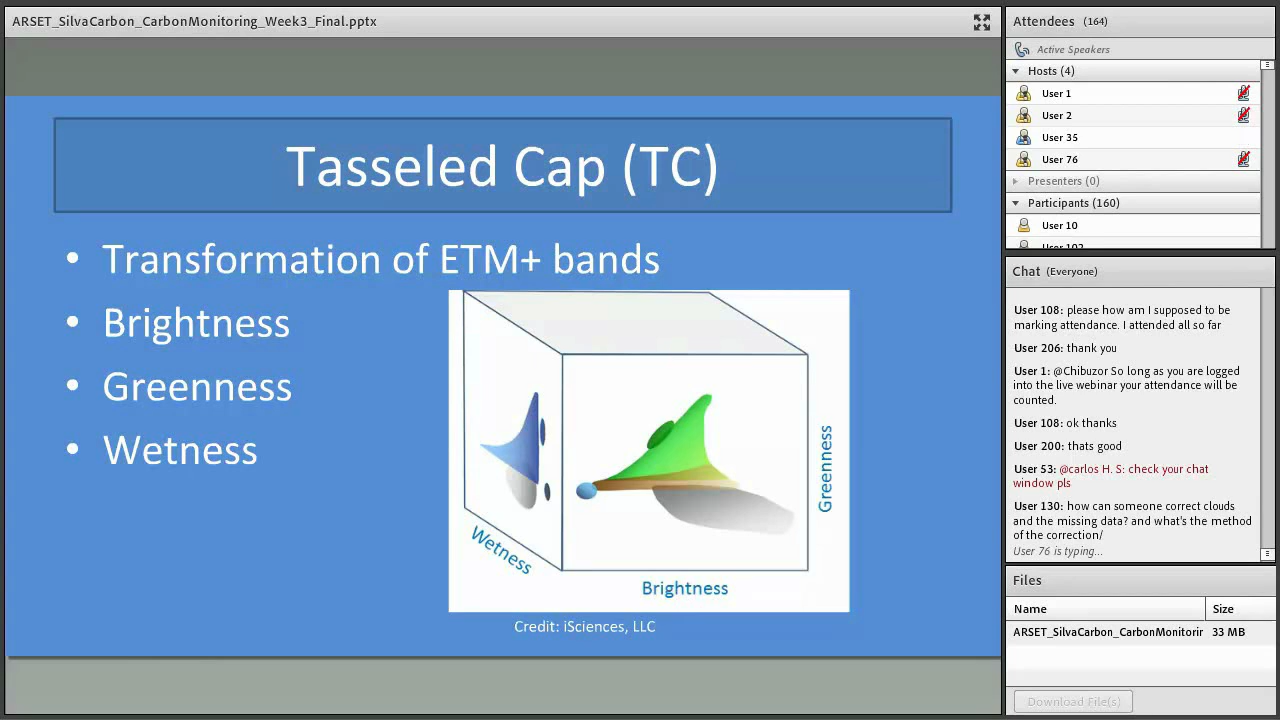 ARSET_SilvaCarbon_CarbonMonitoring_Week3_Final.pptx
Tasseled Cap (TC)
• Transformation of ETM+ bands
• Brightness
• Greenness
• Wetness
Wetness
Brightness
Greenness
Credit: iSciences, LLC
Attendees (164)
Active Speakers
Hosts (4)
User 1
User 2
User 35
User 76
Presenters (0)
Participants (160)
User 10
Chat (Everyone)
User 108: please how am I supposed to be
marking attendance. I attended all so far
User 206: thank you
User 1: @Chibuzor So long as you are logged
into the live webinar your attendance will be
counted.
User 108: ok thanks
User 200: thats good
User 53: @carlos H. S: check your chat
window pls
User 130: how can someone correct clouds
and the missing data? and what's the method
of the correction/
User 76 is typing...
Files
Name Size
ARSET_SilvaCarbon_CarbonMonitorir 33 MB
Download File(s)